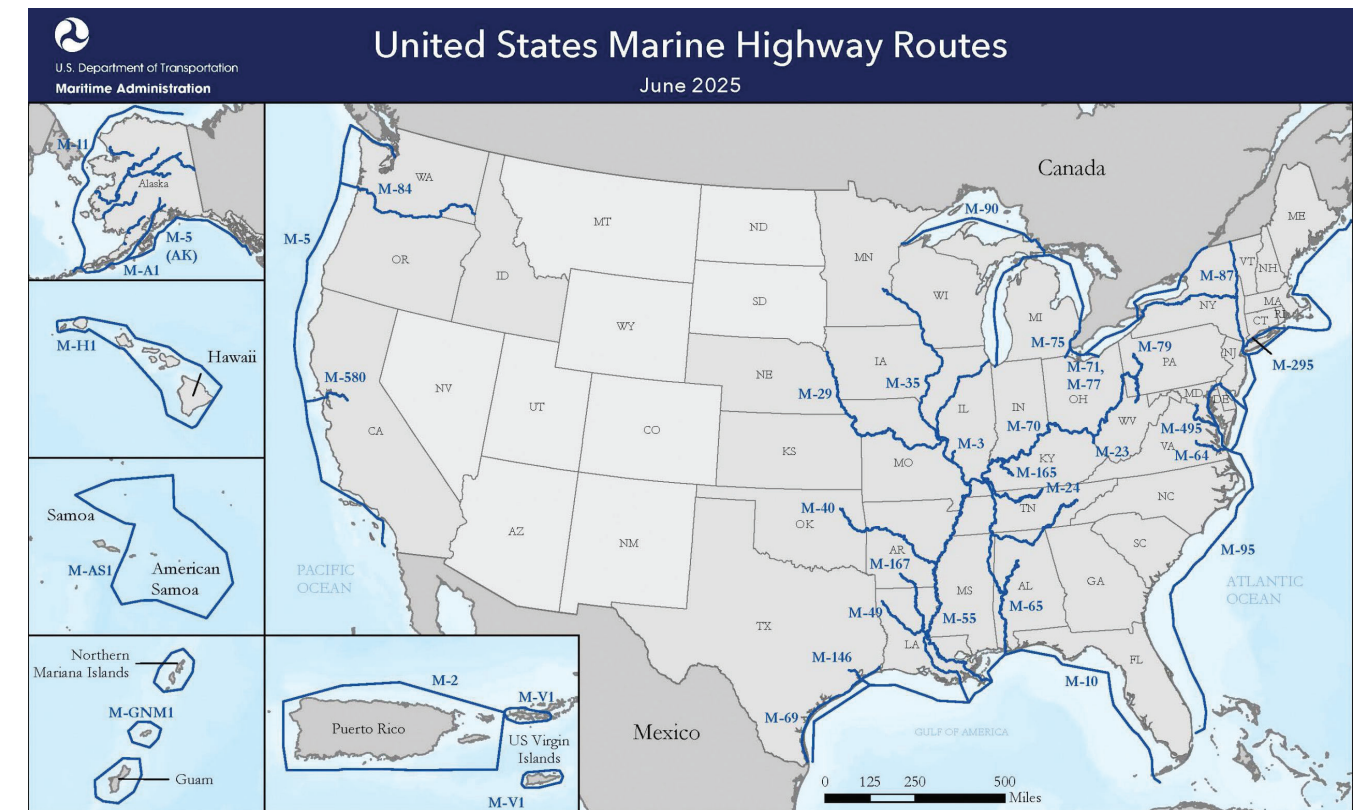 United States Marine Highway Routes
June 2025
U.S. Department of Transportation
Maritime Administration
M-11
Alaska
M-5
(AK)
M-A1
M-H1
Hawaii
Samoa
M-AS1
American
Samoa
Northern
Mariana Islands
M-GNM1
Guam
M-2
Puerto Rico
M-V1
US Virgin
Islands
M-V1
Canada
WA
M-84
M-5
OR
ID
MT
ND
MN
M-90
ME
SD
WI
MI
M-87
VT
NH
NY
MA
CT
RI
WY
M-75
M-79
M-71,
M-77
PA
NJ
M-295
M-580
NV
UT
CA
NE
IA
M-29
M-35
IL
IN
OH
MD
DE
WV
M-495
VA
M-64
CO
KS
MO
M-3
M-70
KY
M-23
M-165
M-24
TN
NC
AZ
NM
M-40
OK
AR
M-167
SC
M-95
PACIFIC
OCEAN
ATLANTIC
OCEAN
MS
AL
GA
M-49
M-55
M-65
TX
LA
M-146
FL
M-10
M-69
Mexico
GULF OF AMERICA
0 125 250 500
Miles